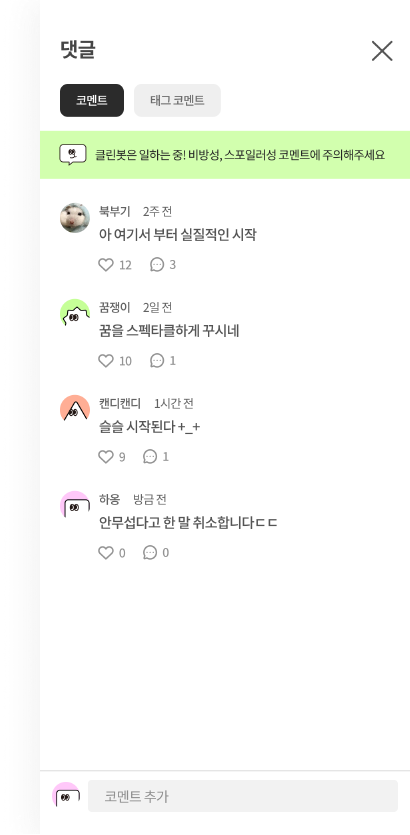 댓글
코멘트 태그 코멘트
클린봇은 일하는 중! 비방성, 스포일러성 코멘트에 주의해주세요
북부기 2주 전
아 여기서 부터 실질적인 시작
12 3
꿈쟁이 2일 전
꿈을 스펙타클하게 꾸시네
10 1
캔디캔디 1시간 전
슬슬 시작된다 +_+
9 1
하옹 방금 전
안무섭다고 한 말 취소합니다ㄷㄷ
0 0
코멘트 추가